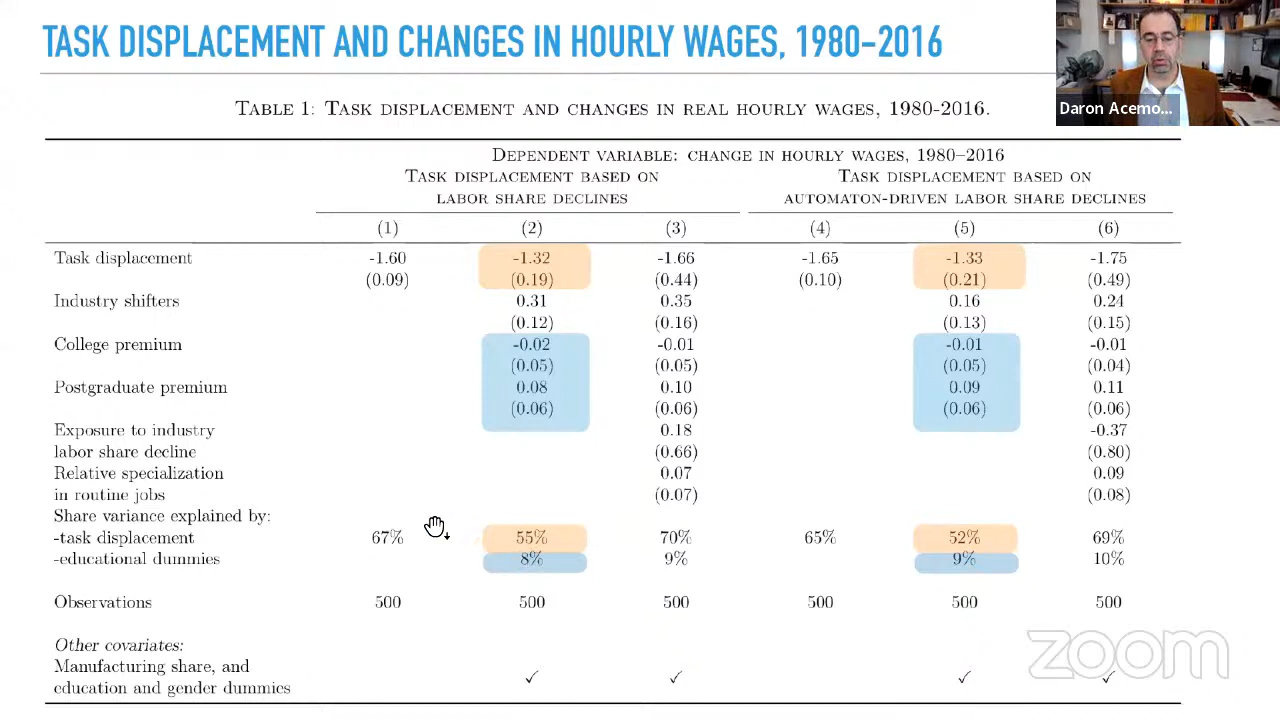 TASK DISPLACEMENT AND CHANGES IN HOURLY WAGES, 1980-2016
Daron Acemo...
TABLE 1: TASK DISPLACEMENT AND CHANGES IN REAL HOURLY WAGES, 1980-2016.
DEPENDENT VARIABLE: CHANGE IN HOURLY WAGES, 1980–2016
TASK DISPLACEMENT BASED ON TASK DISPLACEMENT BASED ON
LABOR SHARE DECLINES AUTOMATON-DRIVEN LABOR SHARE DECLINES
(1) (2) (3) (4) (5) (6)
Task displacement -1.60 -1.32 -1.66 -1.65 -1.33 -1.75
(0.09) (0.19) (0.44) (0.10) (0.21) (0.49)
Industry shifters 0.31 0.35 0.16 0.24
(0.12) (0.16) (0.13) (0.15)
College premium -0.02 -0.01 -0.01 -0.01
(0.05) (0.05) (0.05) (0.04)
Postgraduate premium 0.08 0.10 0.09 0.11
(0.06) (0.06) (0.06) (0.06)
Exposure to industry 0.18 -0.37
labor share decline (0.66) (0.80)
Relative specialization 0.07 0.09
in routine jobs (0.07) (0.08)
Share variance explained by:
-task displacement 67% 55% 70% 65% 52% 69%
-educational dummies 8% 9% 9% 10%
Observations 500 500 500 500 500 500
Other covariates:
Manufacturing share, and
education and gender dummies ✓ ✓ ✓ ✓
zoom